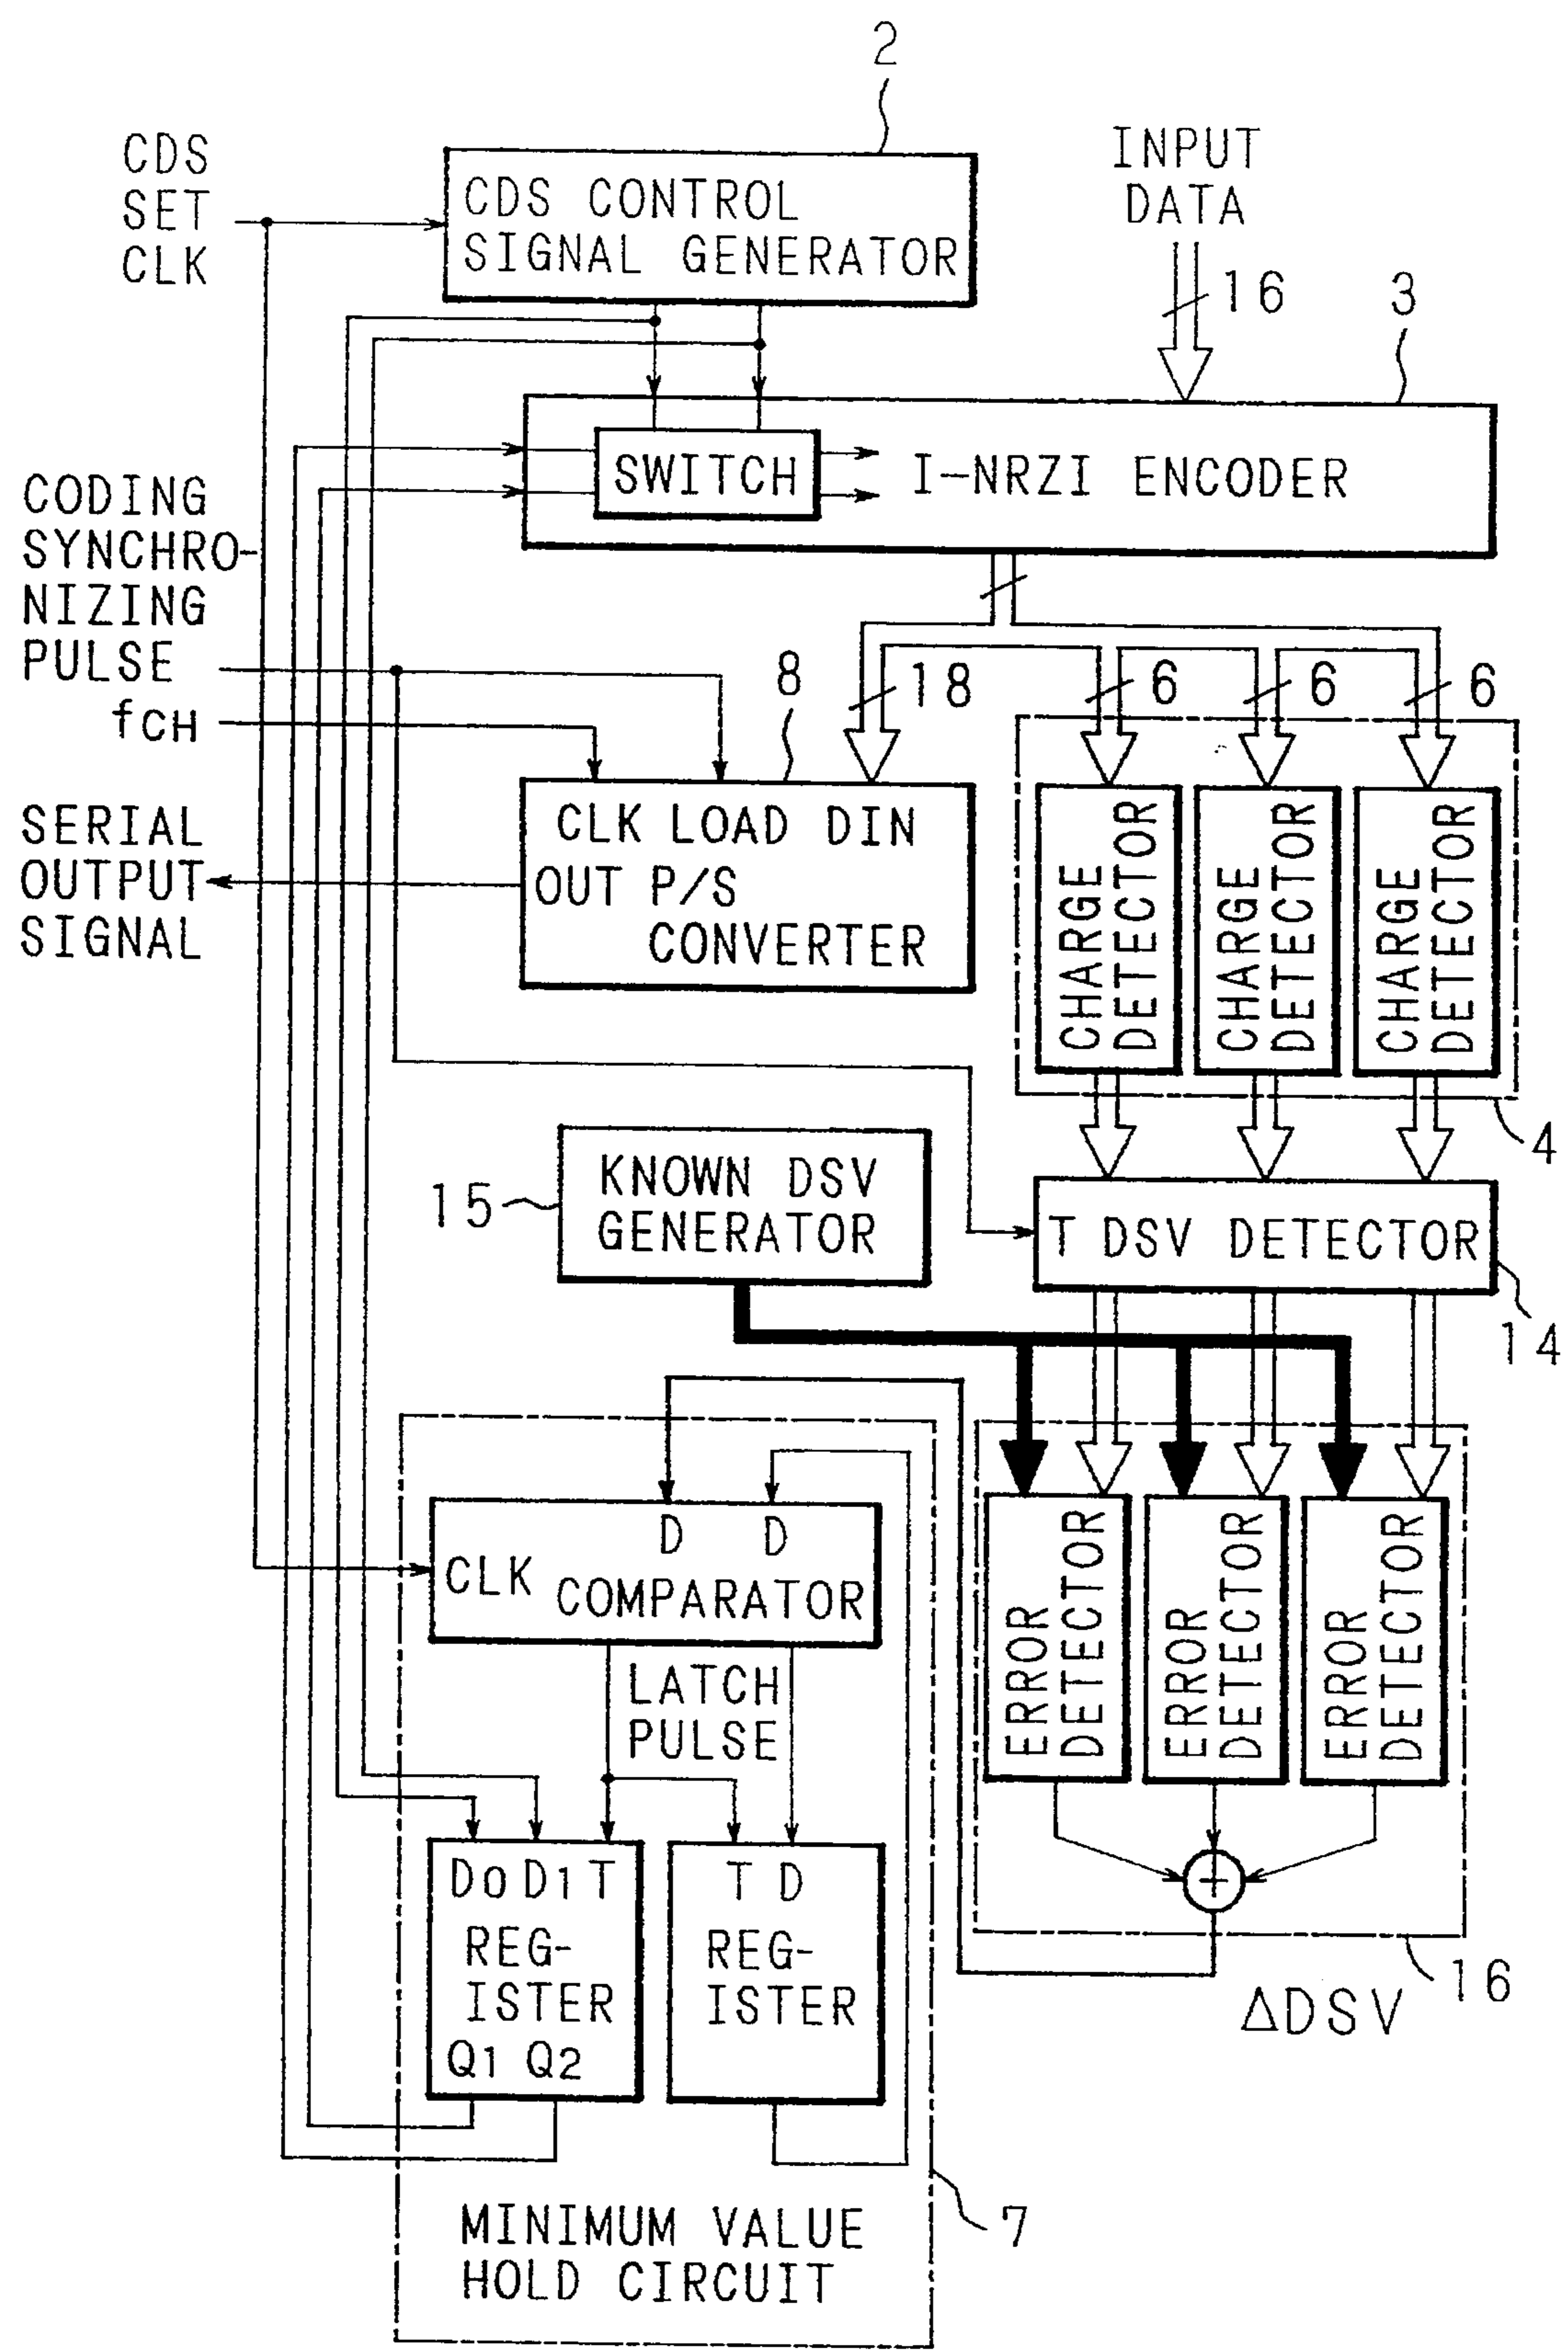 2
CDS
SET
CLK
CDS CONTROL
SIGNAL GENERATOR
INPUT
DATA
16
3
SWITCH
I-NRZI ENCODER
CODING
SYNCHRO-
NIZING
PULSE
fCH
8
18
6
6
6
SERIAL
OUTPUT
SIGNAL
CLK LOAD DIN
OUT P/S
CONVERTER
CHARGE
DETECTOR
CHARGE
DETECTOR
CHARGE
DETECTOR
4
15
KNOWN DSV
GENERATOR
T DSV DETECTOR
14
D D
CLK
COMPARATOR
LATCH
PULSE
ERROR
DETECTOR
ERROR
DETECTOR
ERROR
DETECTOR
+
16
ΔDSV
D0 D1 T
REG-
ISTER
Q1 Q2
T D
REG-
ISTER
7
MINIMUM VALUE
HOLD CIRCUIT